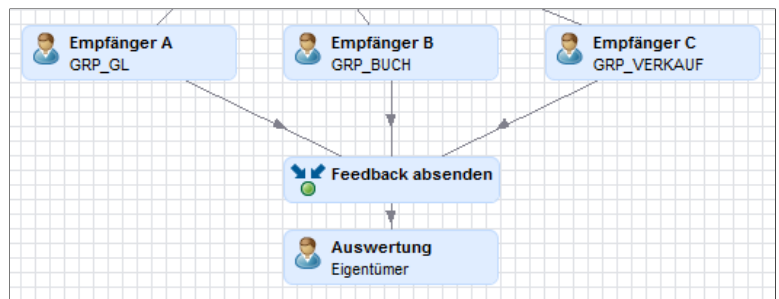 Empfänger A
GRP_GL
Empfänger B
GRP_BUCH
Empfänger C
GRP_VERKAUF
Feedback absenden
Auswertung
Eigentümer